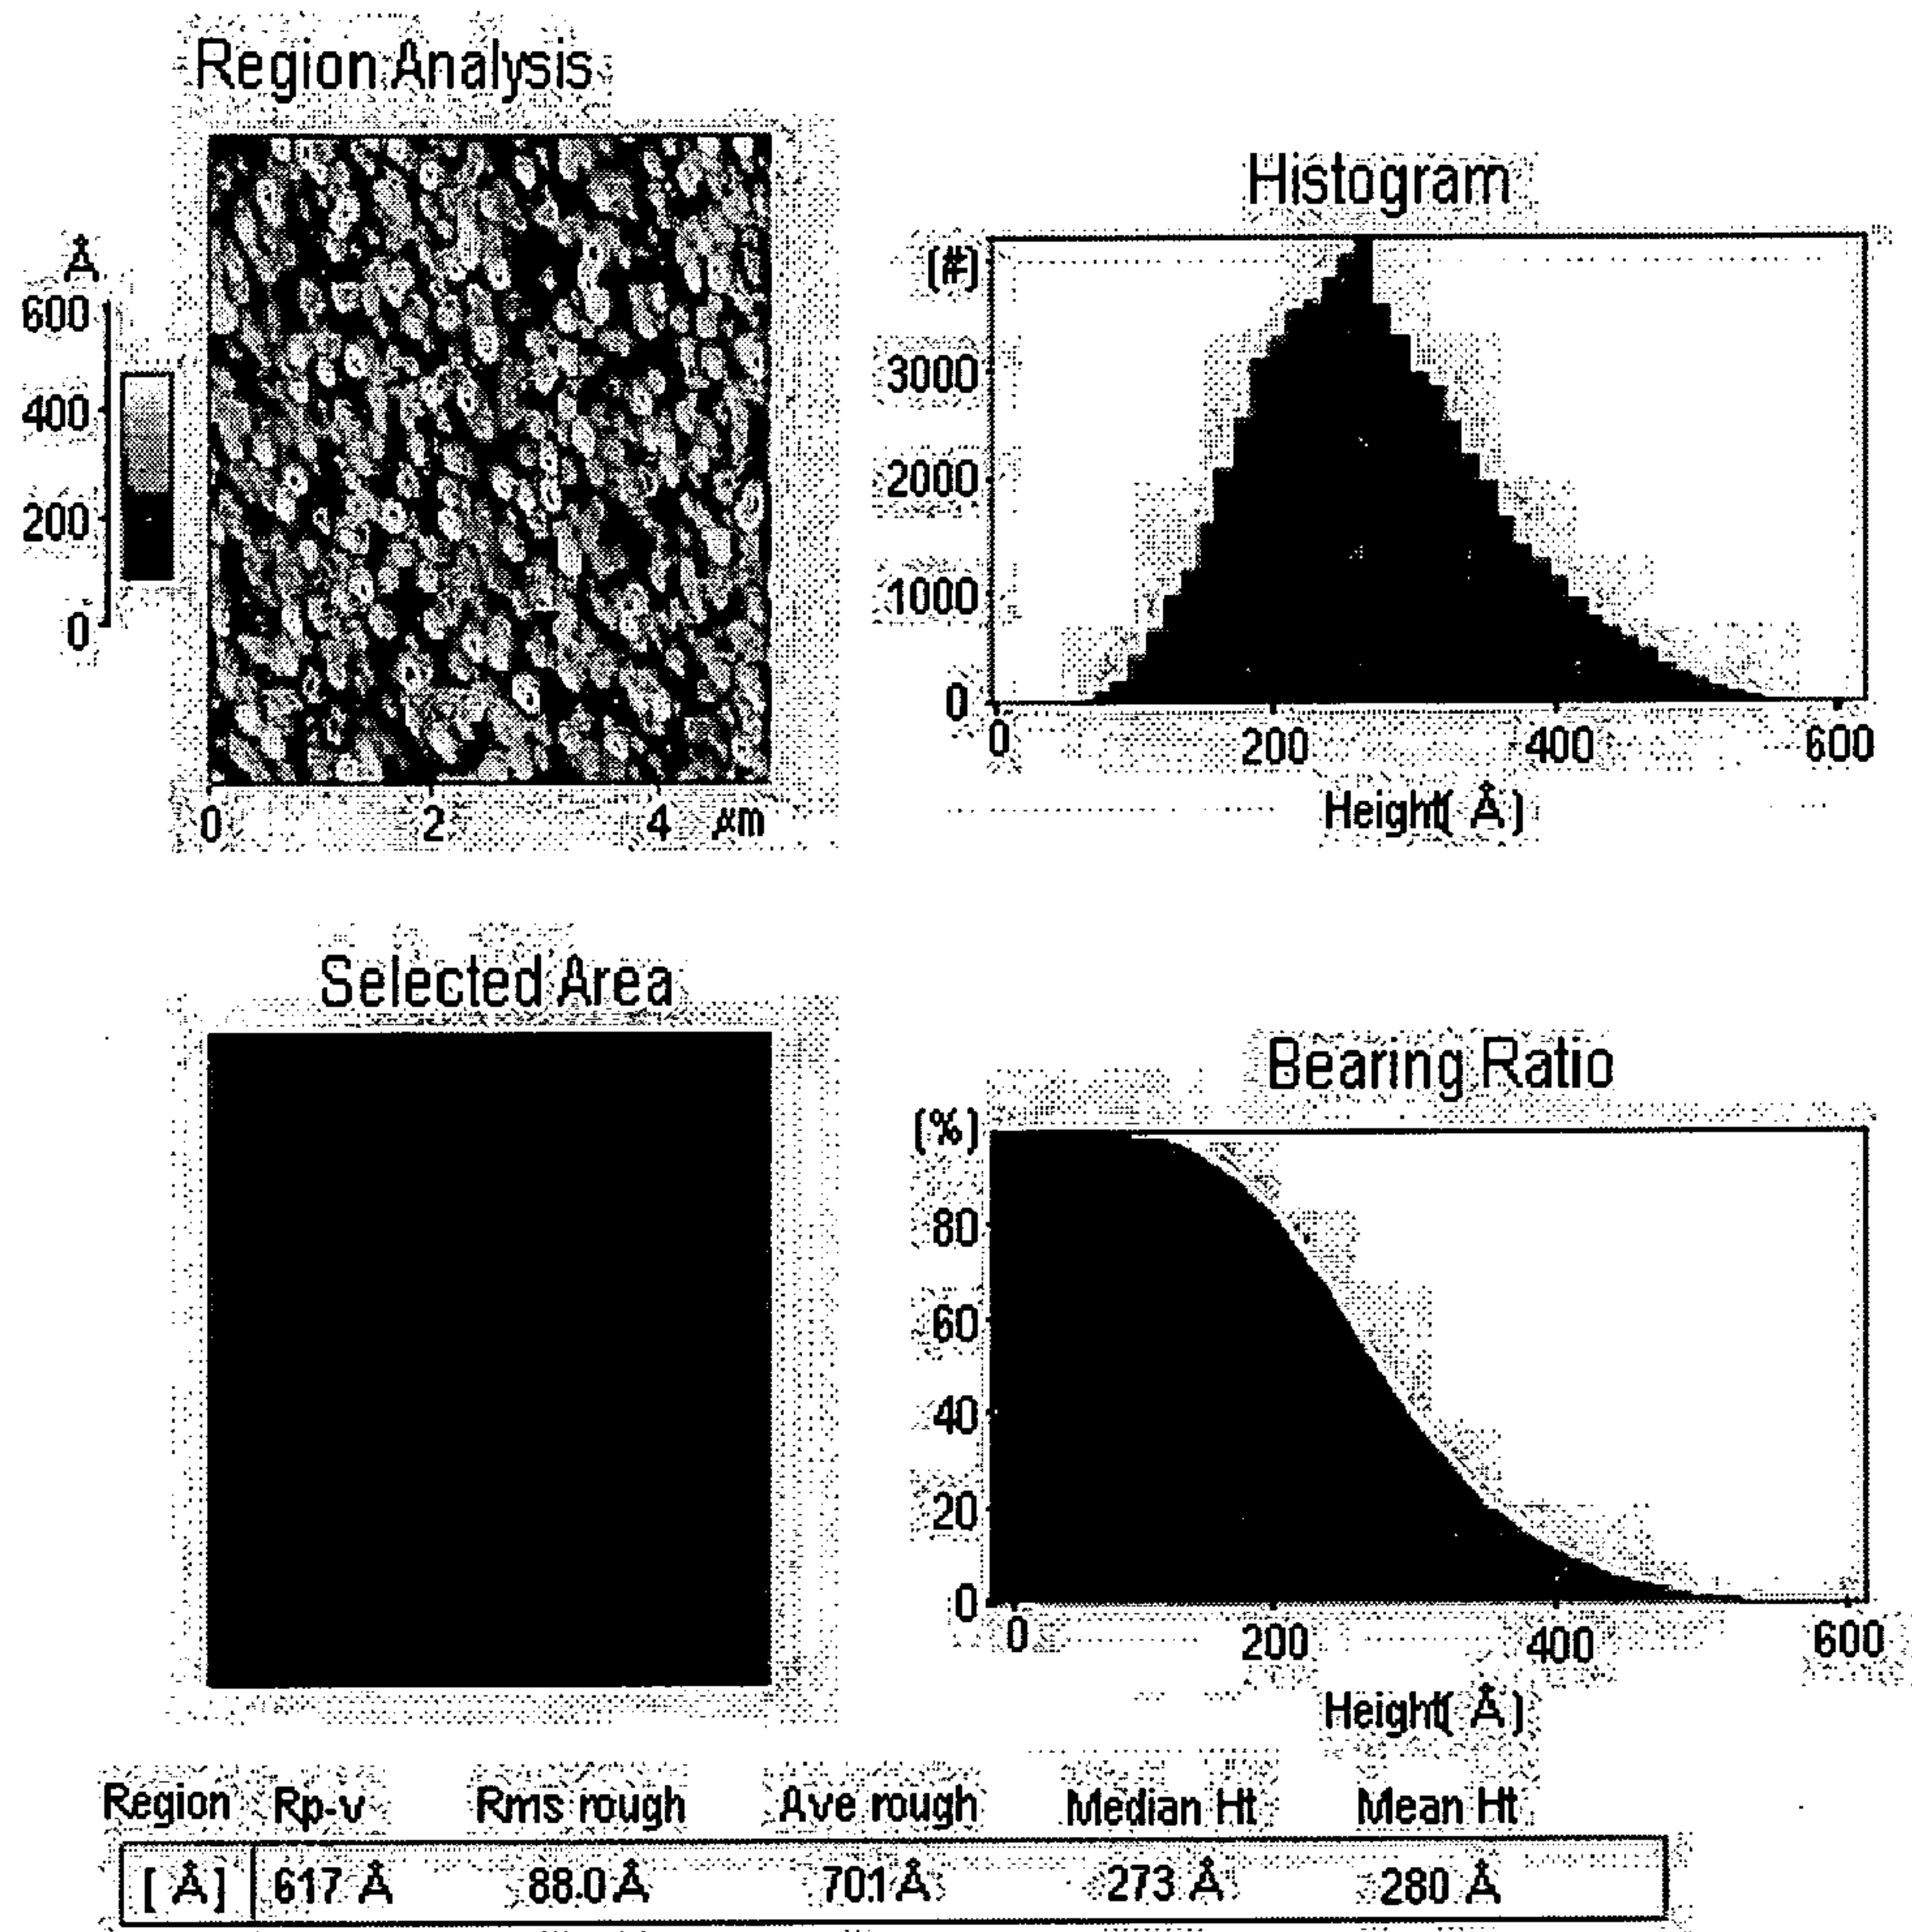 Region Analysis
Å
600
400
200
0
0 2 4 µm
Histogram
(#)
3000
2000
1000
0
0 200 400 600
Height( Å )
Selected Area
Bearing Ratio
(%)
80
60
40
20
0
0 200 400 600
Height( Å )
Region Rp-v Rms rough Ave rough Median Ht Mean Ht
[ Å ] 617 Å 88.0 Å 70.1 Å 273 Å 280 Å